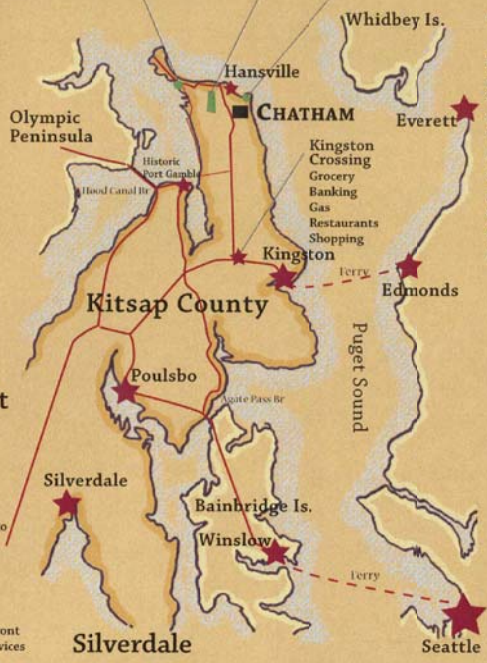 Whidbey Is.
Hansville
CHATHAM
Everett
Olympic
Peninsula
Kingston
Crossing
Grocery
Banking
Gas
Restaurants
Shopping
Historic
Port Gamble
Hood Canal Br
Kingston
Ferry
Edmonds
Kitsap County
Puget Sound
Poulsbo
Agate Pass Br
Silverdale
Bainbridge Is.
Winslow
Ferry
Seattle
Silverdale